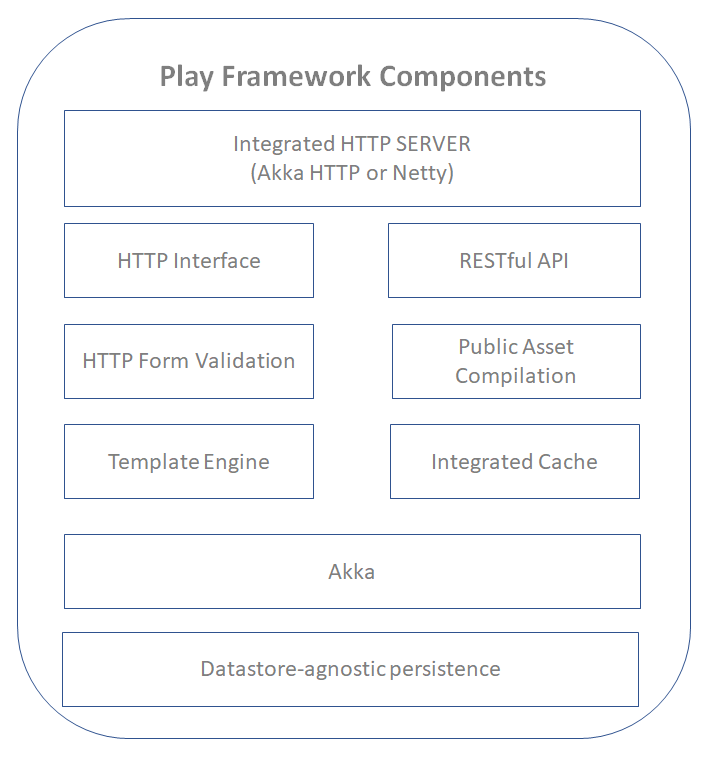 Play Framework Components
Integrated HTTP SERVER
(Akka HTTP or Netty)
HTTP Interface
RESTful API
HTTP Form Validation
Public Asset
Compilation
Template Engine
Integrated Cache
Akka
Datastore-agnostic persistence